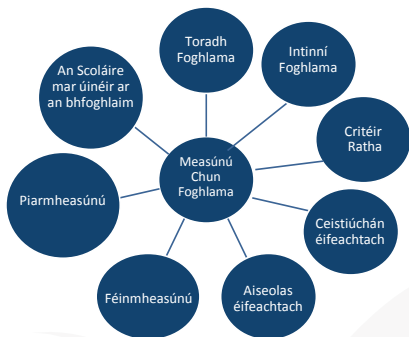 Toradh
Foghlama
Intinní
Foghlama
Critéir
Ratha
Ceistiúchán
éifeachtach
Aiseolas
éifeachtach
Féinmheasúnú
Piarmheasúnú
An Scoláire
mar úinéir ar
an bhfoghlaim
Measúnú
Chun
Foghlama